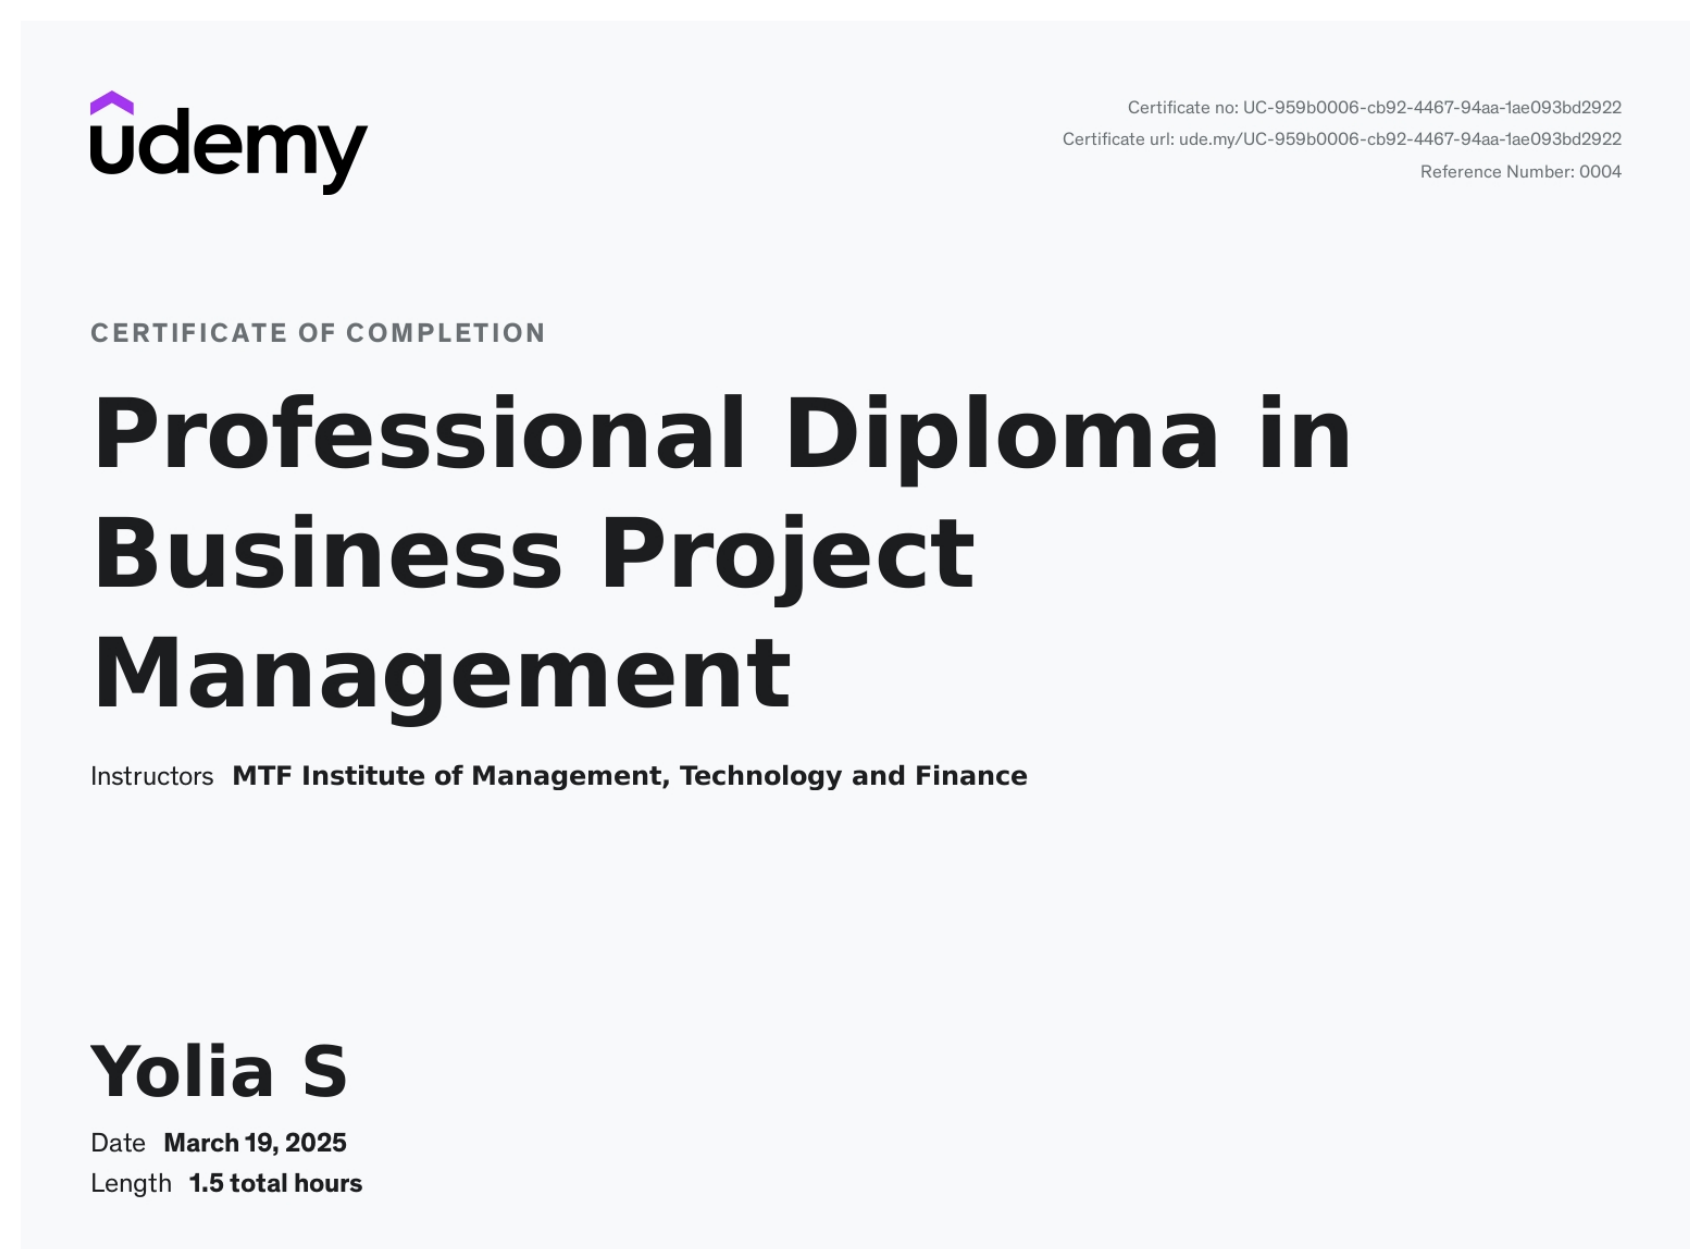 udemy
Certificate no: UC-959b0006-cb92-4467-94aa-1ae093bd2922
Certificate url: ude.my/UC-959b0006-cb92-4467-94aa-1ae093bd2922
Reference Number: 0004
CERTIFICATE OF COMPLETION
Professional Diploma in
Business Project
Management
Instructors MTF Institute of Management, Technology and Finance
Yolia S
Date March 19, 2025
Length 1.5 total hours